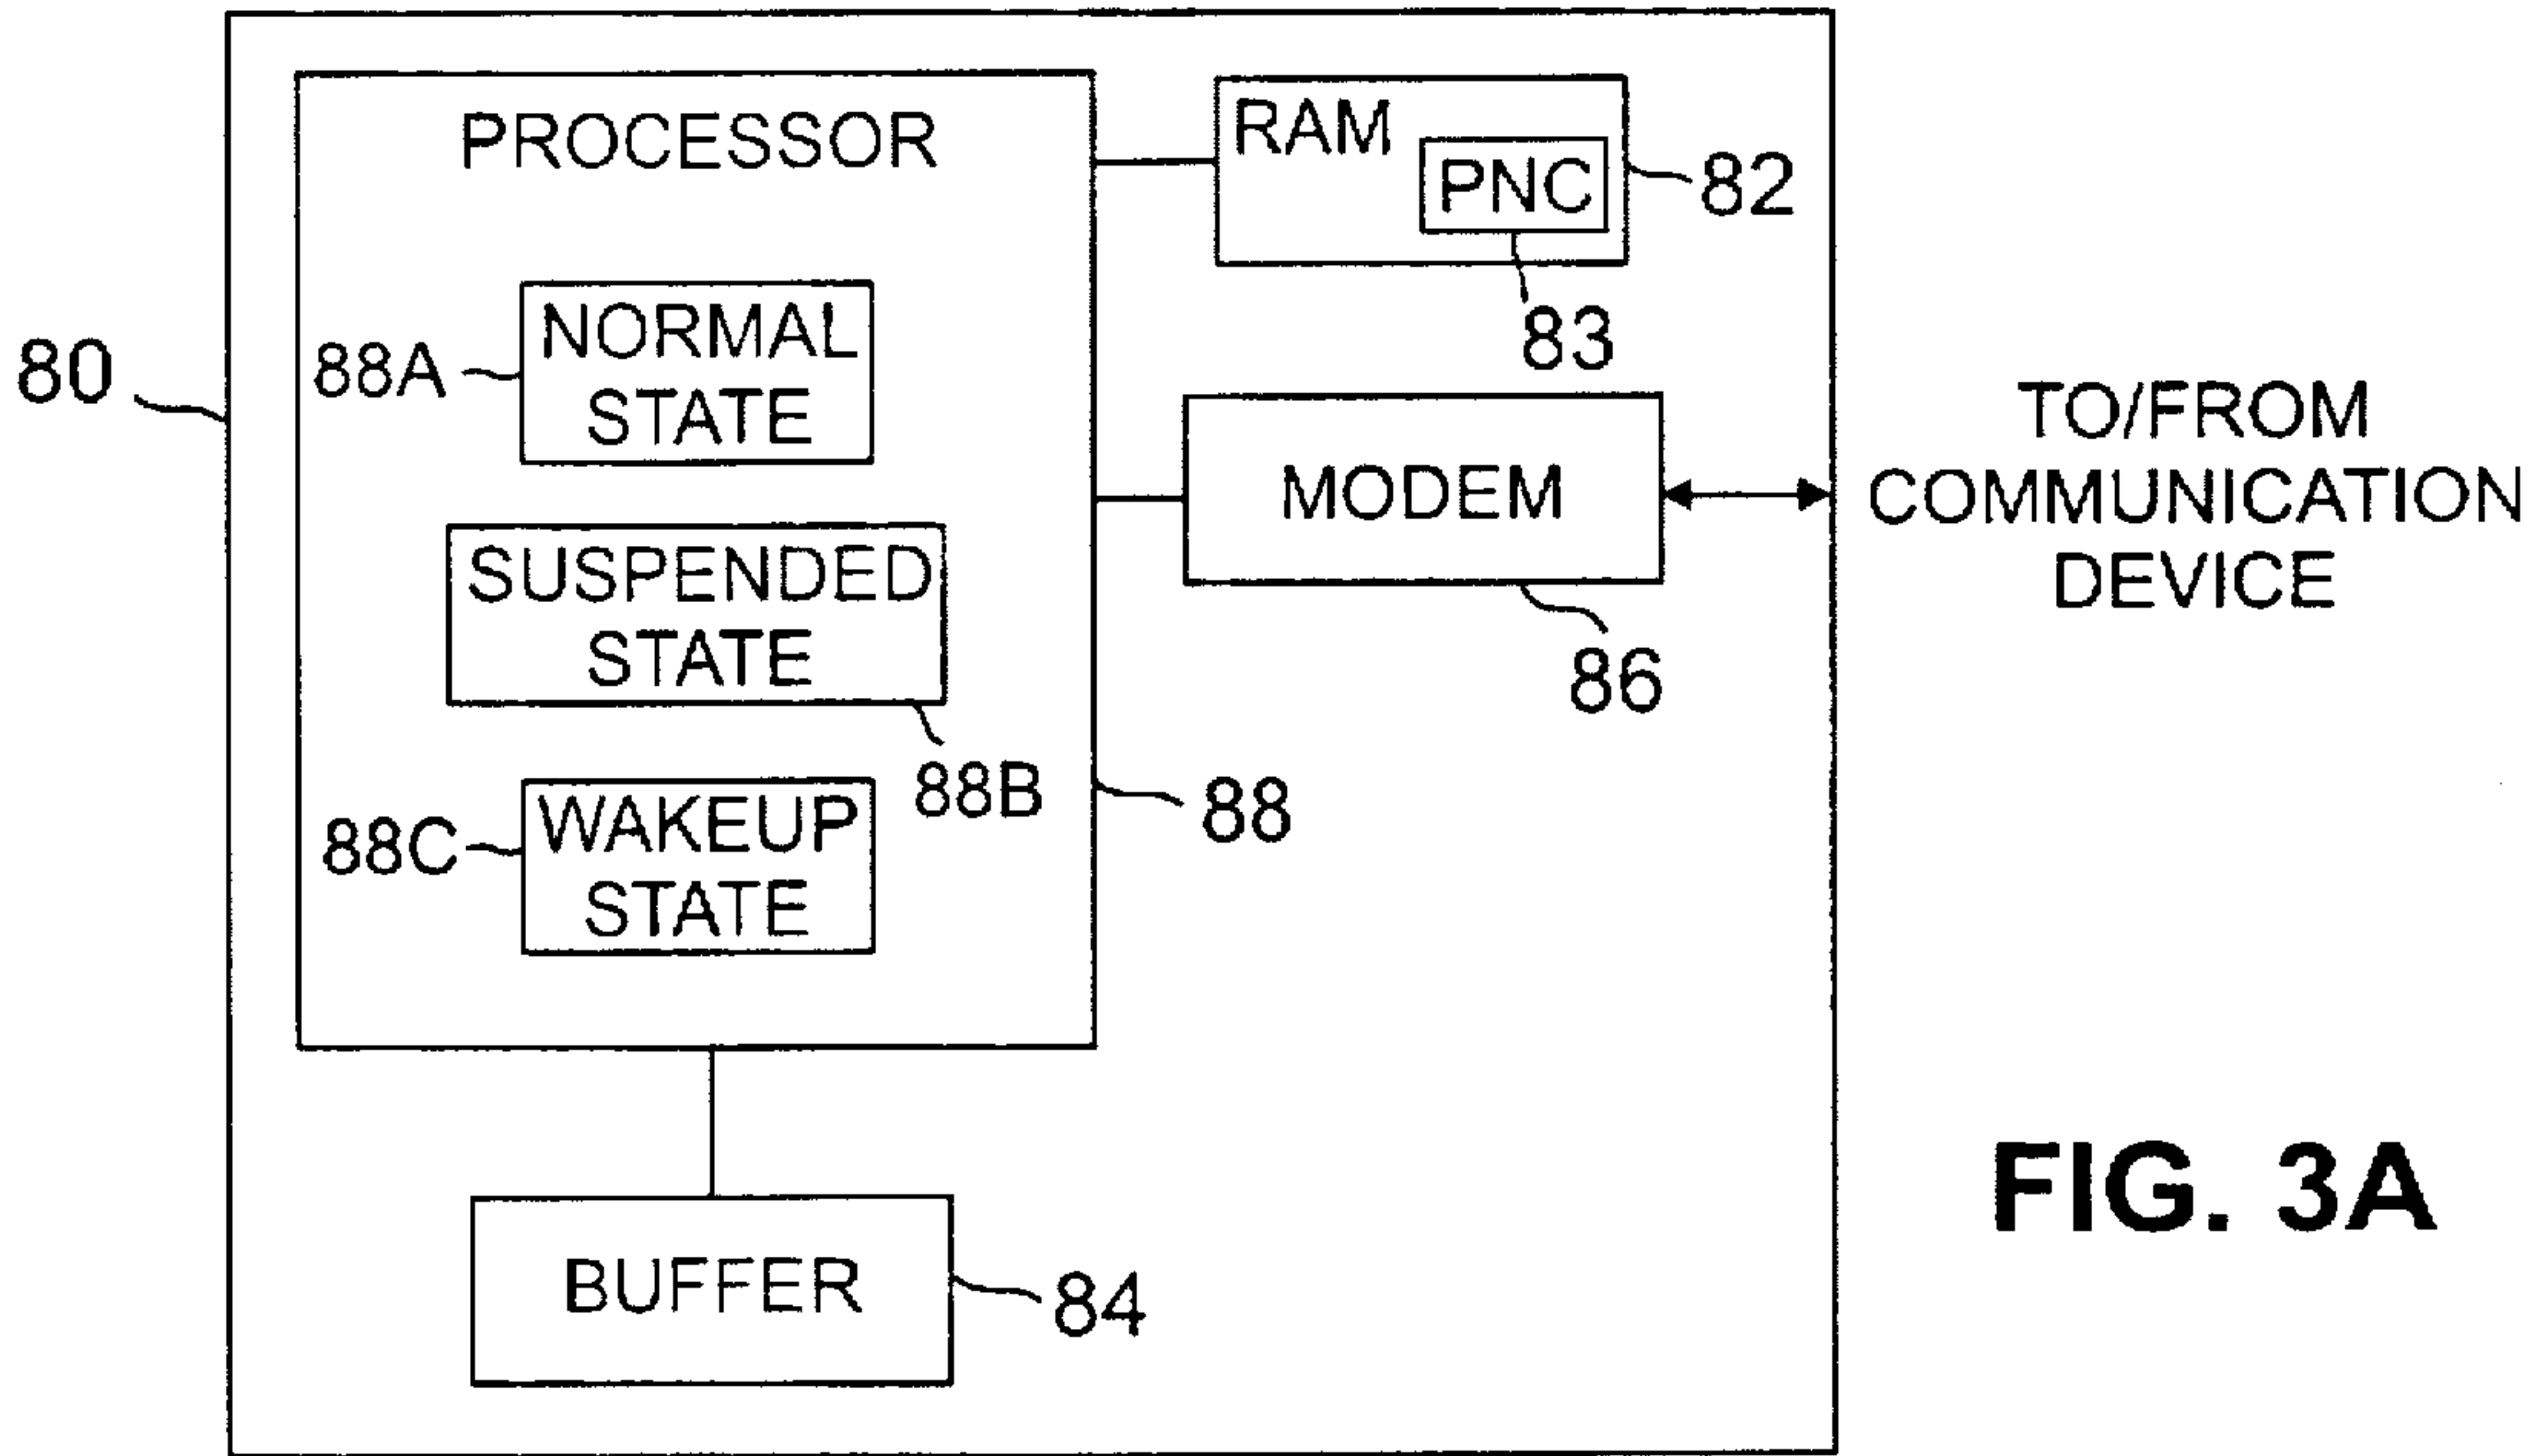 PROCESSOR
RAM
PNC
82
83
80
88A
NORMAL
STATE
SUSPENDED
STATE
88B
88C
WAKEUP
STATE
88
MODEM
86
TO/FROM
COMMUNICATION
DEVICE
BUFFER
84
FIG. 3A